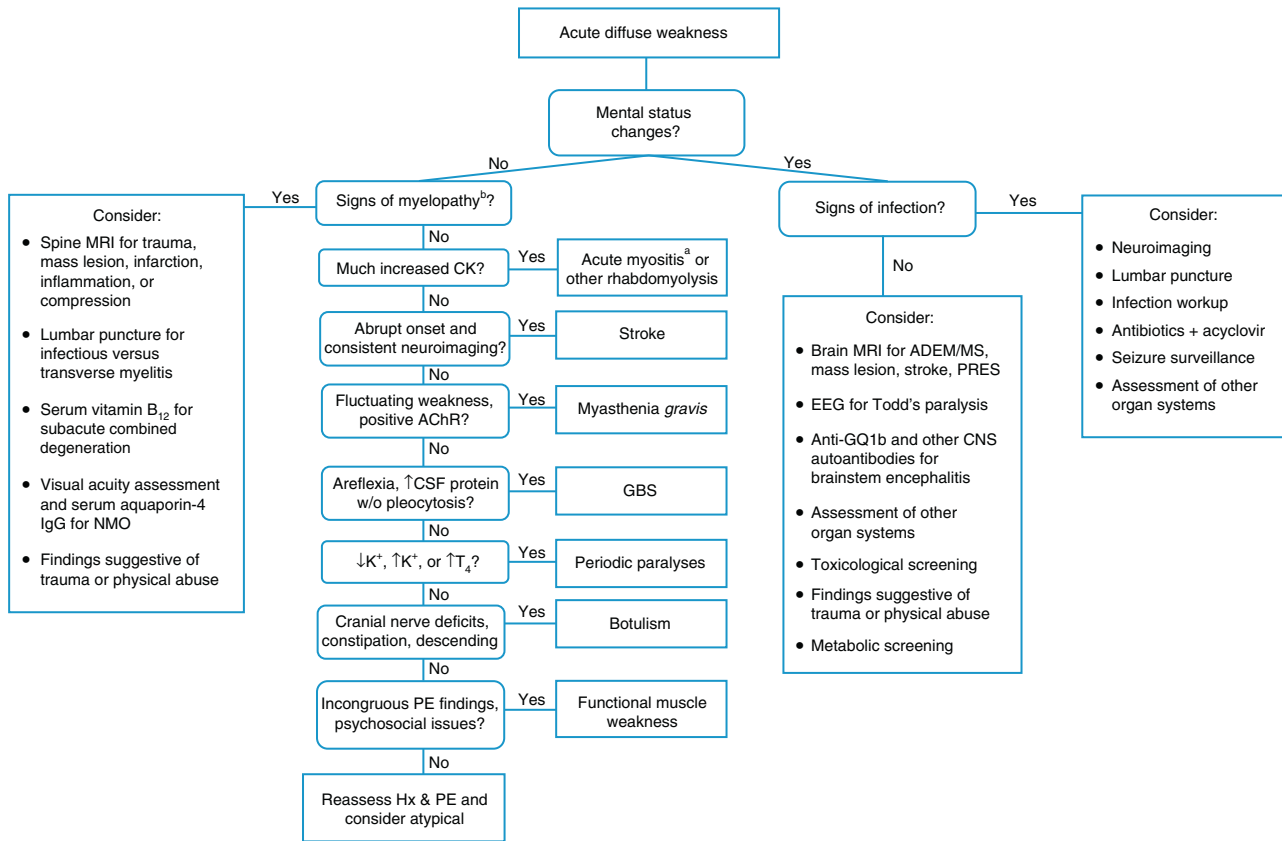 Acute diffuse weakness
Mental status
changes?
No
Yes
Signs of myelopathyᵇ?
Yes
Consider:
• Spine MRI for trauma,
mass lesion, infarction,
inflammation, or
compression
• Lumbar puncture for
infectious versus
transverse myelitis
• Serum vitamin B₁₂ for
subacute combined
degeneration
• Visual acuity assessment
and serum aquaporin-4
IgG for NMO
• Findings suggestive of
trauma or physical abuse
No
Much increased CK?
Yes
Acute myositisᵃ or
other rhabdomyolysis
No
Abrupt onset and
consistent neuroimaging?
Yes
Stroke
No
Fluctuating weakness,
positive AChR?
Yes
Myasthenia gravis
No
Areflexia, ↑CSF protein
w/o pleocytosis?
Yes
GBS
No
↓K⁺, ↑K⁺, or ↑T₄?
Yes
Periodic paralyses
No
Cranial nerve deficits,
constipation, descending
Yes
Botulism
No
Incongruous PE findings,
psychosocial issues?
Yes
Functional muscle
weakness
No
Reassess Hx & PE and
consider atypical
Signs of infection?
Yes
Consider:
• Neuroimaging
• Lumbar puncture
• Infection workup
• Antibiotics + acyclovir
• Seizure surveillance
• Assessment of other
organ systems
No
Consider:
• Brain MRI for ADEM/MS,
mass lesion, stroke, PRES
• EEG for Todd's paralysis
• Anti-GQ1b and other CNS
autoantibodies for
brainstem encephalitis
• Assessment of other
organ systems
• Toxicological screening
• Findings suggestive of
trauma or physical abuse
• Metabolic screening